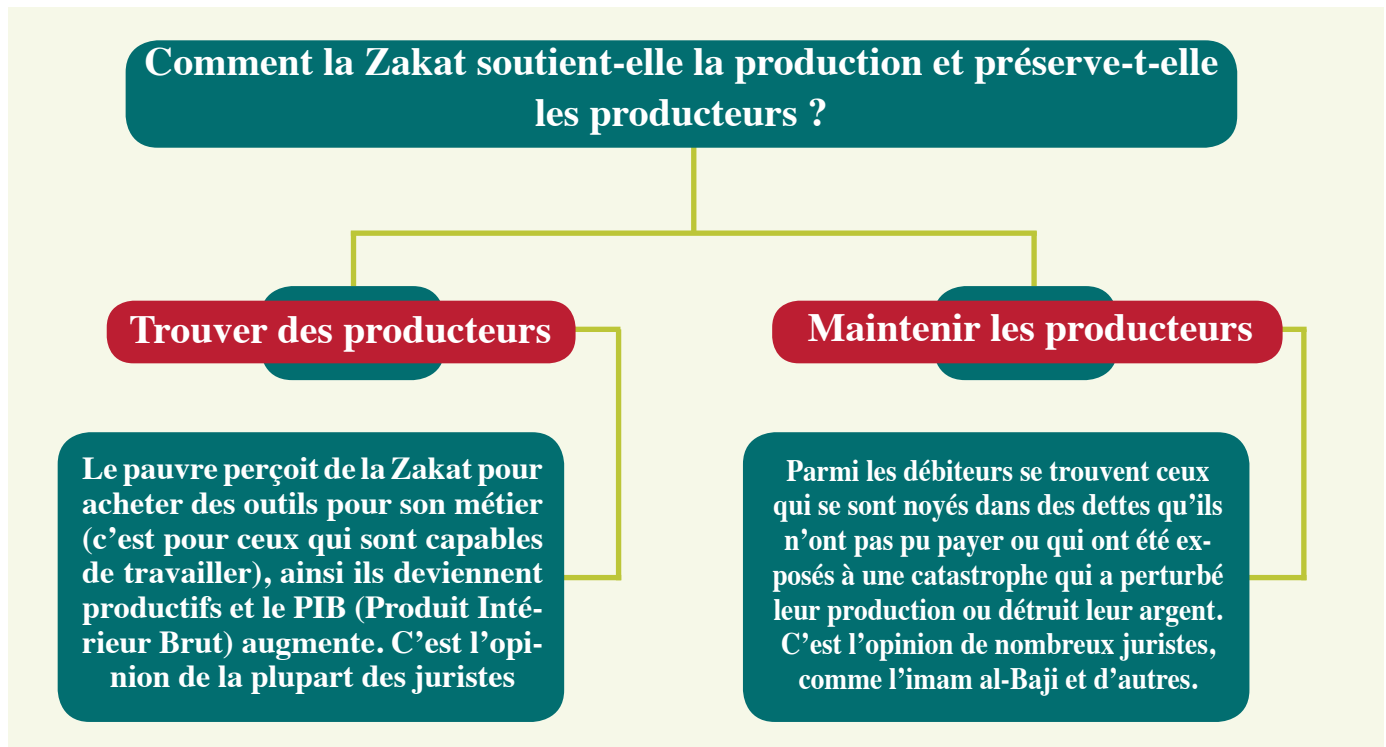 Comment la Zakat soutient-elle la production et préserve-t-elle
les producteurs ?
Trouver des producteurs
Le pauvre perçoit de la Zakat pour
acheter des outils pour son métier
(c’est pour ceux qui sont capables
de travailler), ainsi ils deviennent
productifs et le PIB (Produit Inté-
rieur Brut) augmente. C’est l’opi-
nion de la plupart des juristes
Maintenir les producteurs
Parmi les débiteurs se trouvent ceux
qui se sont noyés dans des dettes qu’ils
n’ont pas pu payer ou qui ont été ex-
posés à une catastrophe qui a perturbé
leur production ou détruit leur argent.
C’est l’opinion de nombreux juristes,
comme l’imam al-Baji et d’autres.